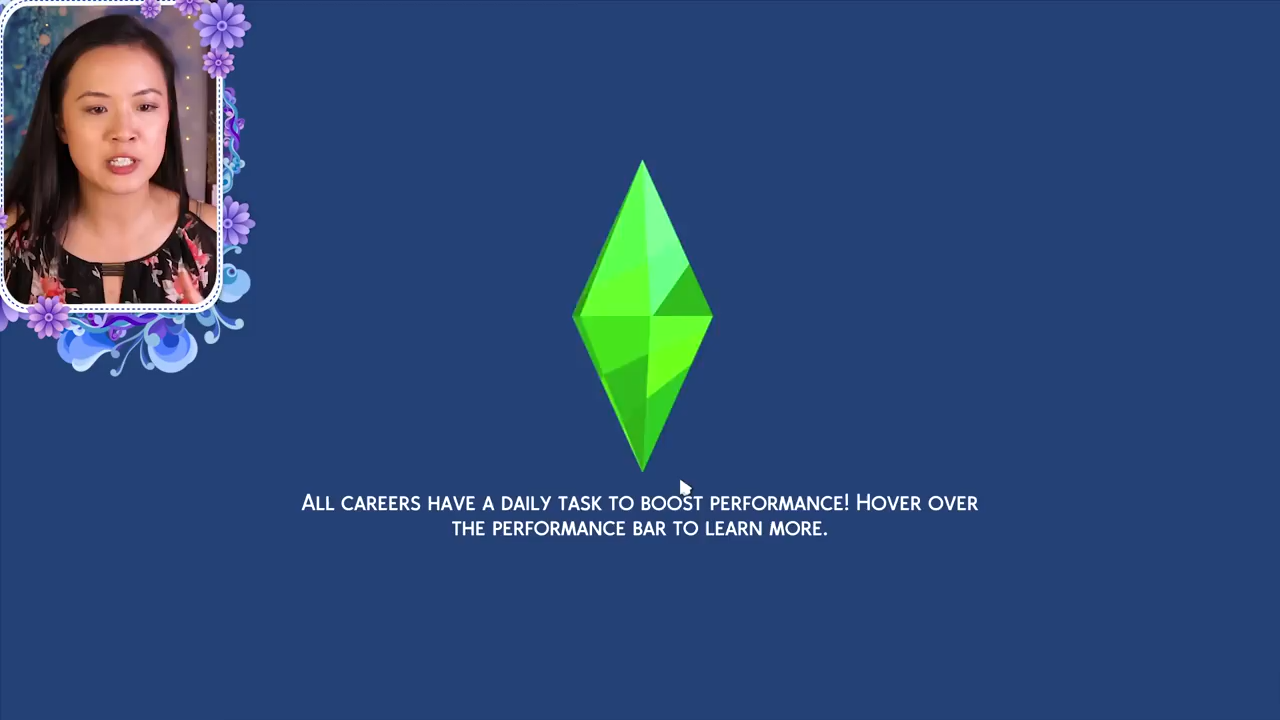 All careers have a daily task to boost performance! Hover over
the performance bar to learn more.